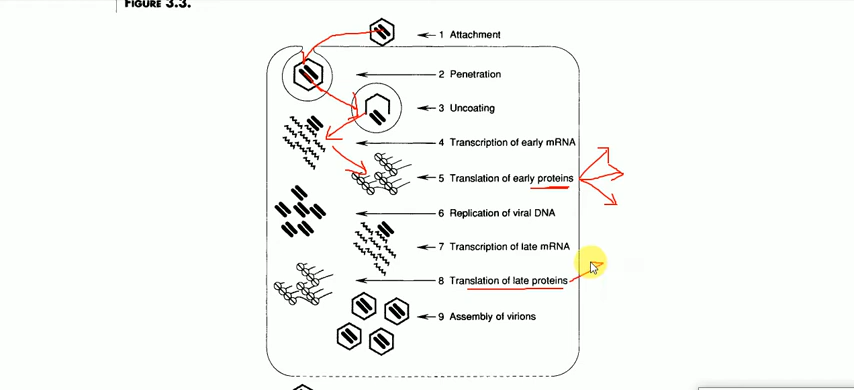 FIGURE 3.3.
1 Attachment
2 Penetration
3 Uncoating
4 Transcription of early mRNA
5 Translation of early proteins
6 Replication of viral DNA
7 Transcription of late mRNA
8 Translation of late proteins
9 Assembly of virions